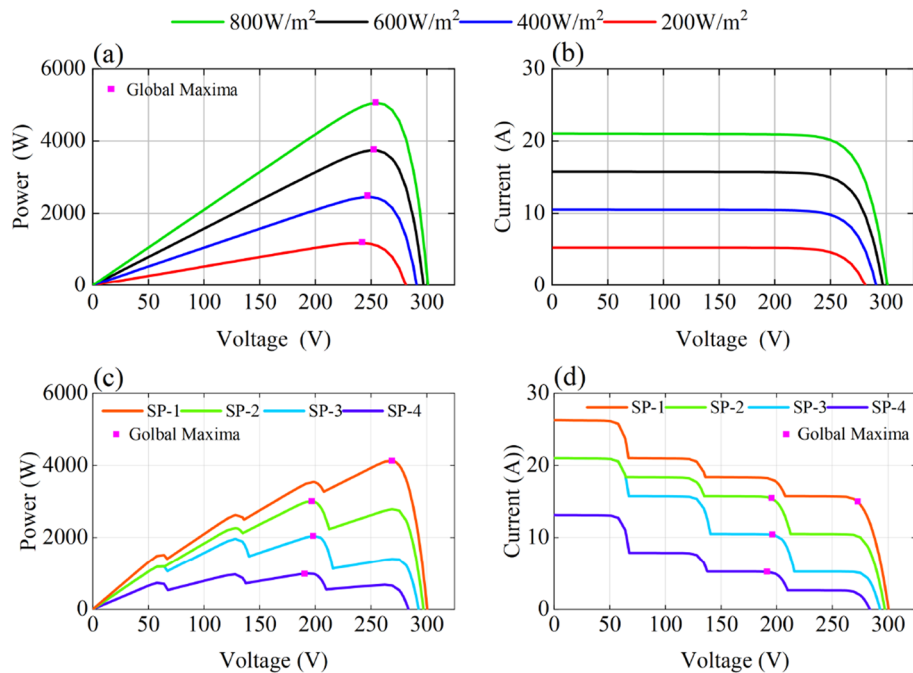 800W/m² 600W/m² 400W/m² 200W/m²
(a) (b)
6000
4000
2000
0
Power (W)
Global Maxima
0 50 100 150 200 250 300
Voltage (V)
30
20
10
0
Current (A)
0 50 100 150 200 250 300
Voltage (V)
(c) (d)
6000
4000
2000
0
Power (W)
SP-1 SP-2 SP-3 SP-4
Golbal Maxima
0 50 100 150 200 250 300
Voltage (V)
30
20
10
0
Current (A))
SP-1 SP-2 SP-3 SP-4
Golbal Maxima
0 50 100 150 200 250 300
Voltage (V)